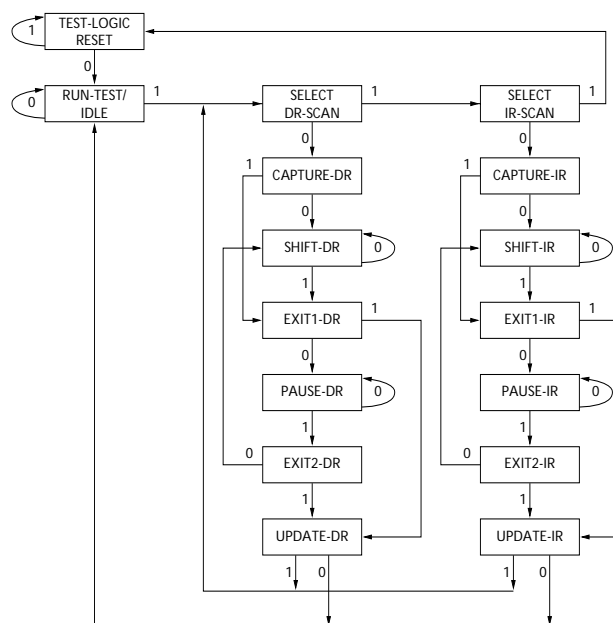 1
TEST-LOGIC
RESET
0
0
RUN-TEST/
IDLE
1
SELECT
DR-SCAN
1
SELECT
IR-SCAN
1
0
0
1
CAPTURE-DR
1
CAPTURE-IR
0
0
SHIFT-DR
0
SHIFT-IR
0
1
1
EXIT1-DR
1
EXIT1-IR
1
0
0
PAUSE-DR
0
PAUSE-IR
0
1
1
0
EXIT2-DR
0
EXIT2-IR
1
1
UPDATE-DR
UPDATE-IR
1
0
1
0